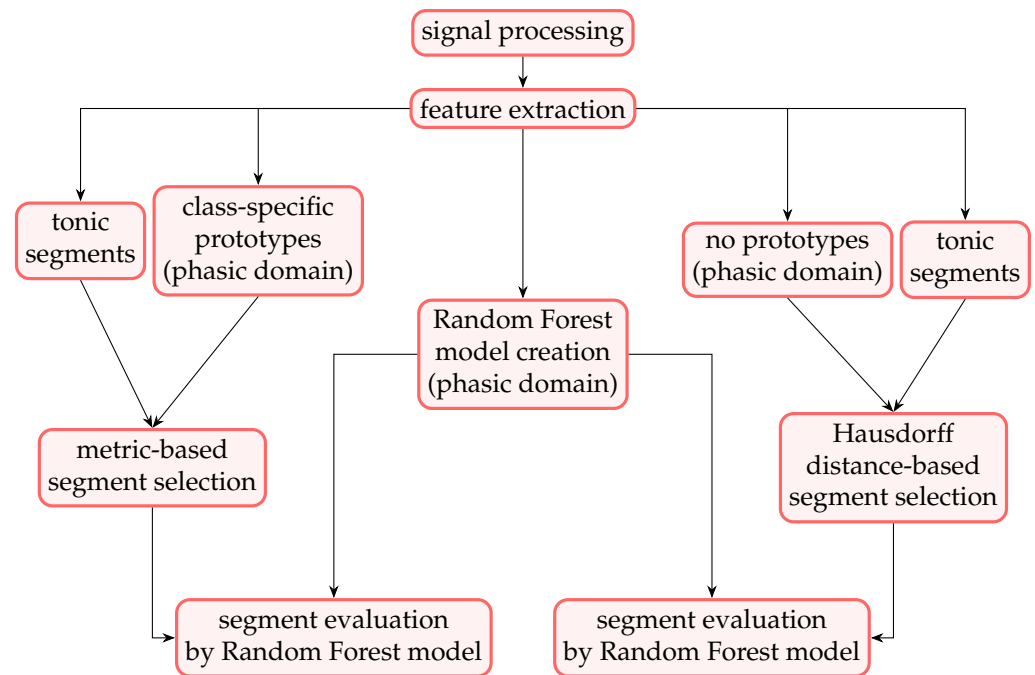 signal processing
feature extraction
tonic
segments
class-specific
prototypes
(phasic domain)
no prototypes
(phasic domain)
tonic
segments
Random Forest
model creation
(phasic domain)
metric-based
segment selection
Hausdorff
distance-based
segment selection
segment evaluation
by Random Forest model
segment evaluation
by Random Forest model